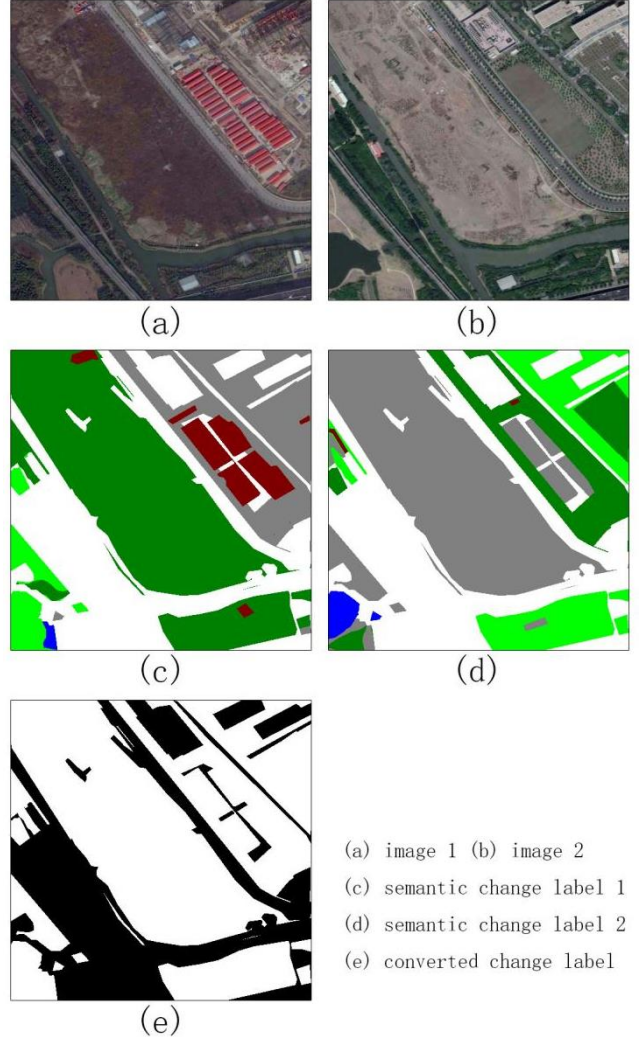 (a)
(b)
(c)
(d)
(e)
(a) image 1 (b) image 2
(c) semantic change label 1
(d) semantic change label 2
(e) converted change label